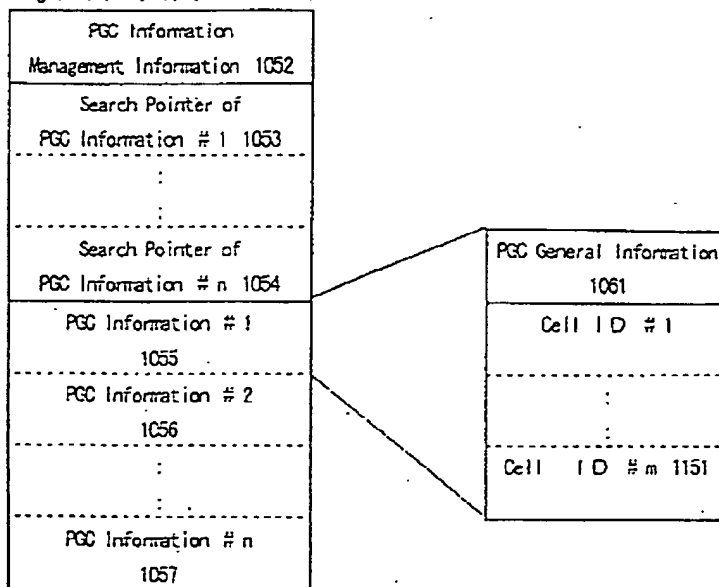 PGC Information
Management Information 1052
Search Pointer of
PGC Information # 1 1053
:
:
Search Pointer of
PGC Information # n 1054
PGC Information # 1
1055
PGC Information # 2
1056
:
:
PGC Information # n
1057
PGC General Information
1061
Cell ID # 1
:
:
Cell ID # m 1151